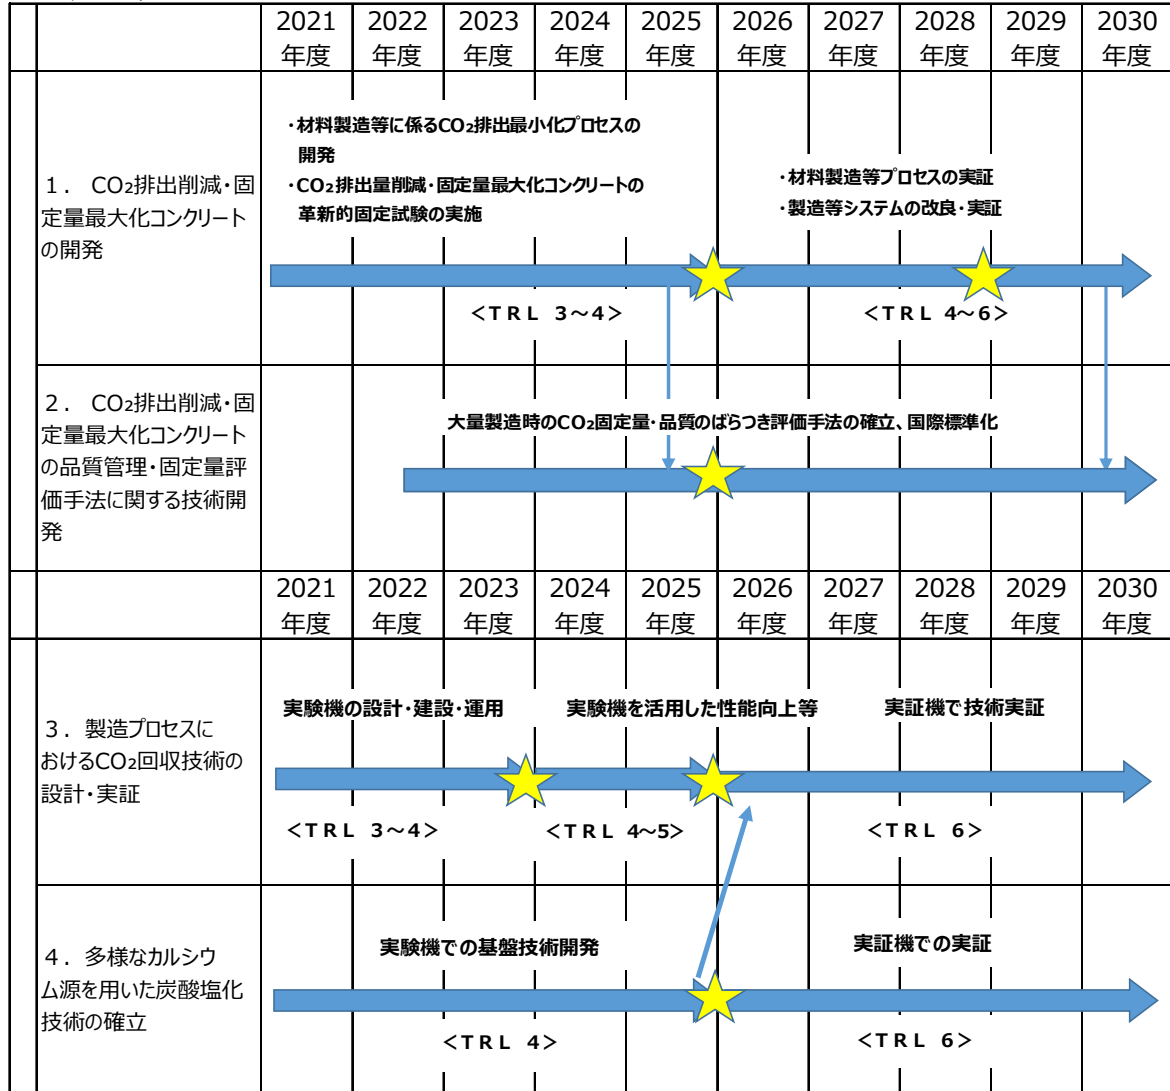 2021 2022 2023 2024 2025 2026 2027 2028 2029 2030
年度 年度 年度 年度 年度 年度 年度 年度 年度 年度
1. CO₂排出削減・固
定量最大化コンクリート
の開発
・材料製造等に係るCO₂排出最小化プロセスの
開発
・CO₂排出量削減・固定量最大化コンクリートの
革新的固定試験の実施
・材料製造等プロセスの実証
・製造等システムの改良・実証
<TRL 3～4>
<TRL 4～6>
2. CO₂排出削減・固
定量最大化コンクリート
の品質管理・固定量評
価手法に関する技術開
発
大量製造時のCO₂固定量・品質のばらつき評価手法の確立、国際標準化
2021 2022 2023 2024 2025 2026 2027 2028 2029 2030
年度 年度 年度 年度 年度 年度 年度 年度 年度 年度
3. 製造プロセスに
おけるCO₂回収技術の
設計・実証
実験機の設計・建設・運用
実験機を活用した性能向上等
実証機で技術実証
<TRL 3～4>
<TRL 4～5>
<TRL 6>
4. 多様なカルシウ
ム源を用いた炭酸塩化
技術の確立
実験機での基盤技術開発
実証機での実証
<TRL 4>
<TRL 6>